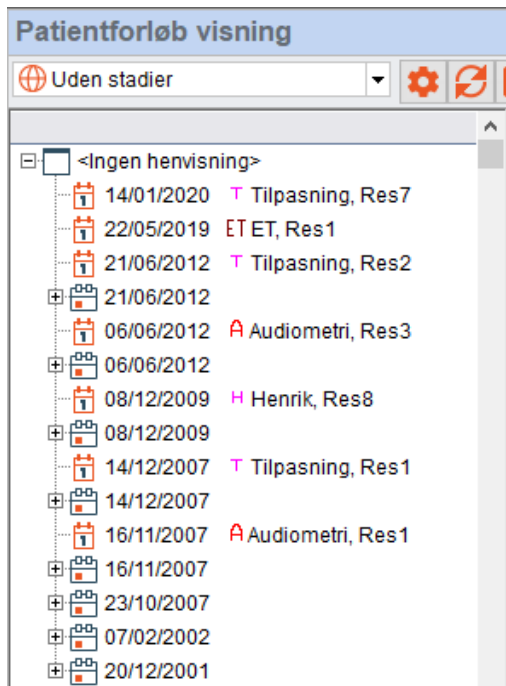 Patientforløb visning
Uden stadier
<Ingen henvisning>
14/01/2020 T Tilpasning, Res7
22/05/2019 ET ET, Res1
21/06/2012 T Tilpasning, Res2
21/06/2012
06/06/2012 A Audiometri, Res3
06/06/2012
08/12/2009 H Henrik, Res8
08/12/2009
14/12/2007 T Tilpasning, Res1
14/12/2007
16/11/2007 A Audiometri, Res1
16/11/2007
23/10/2007
07/02/2002
20/12/2001